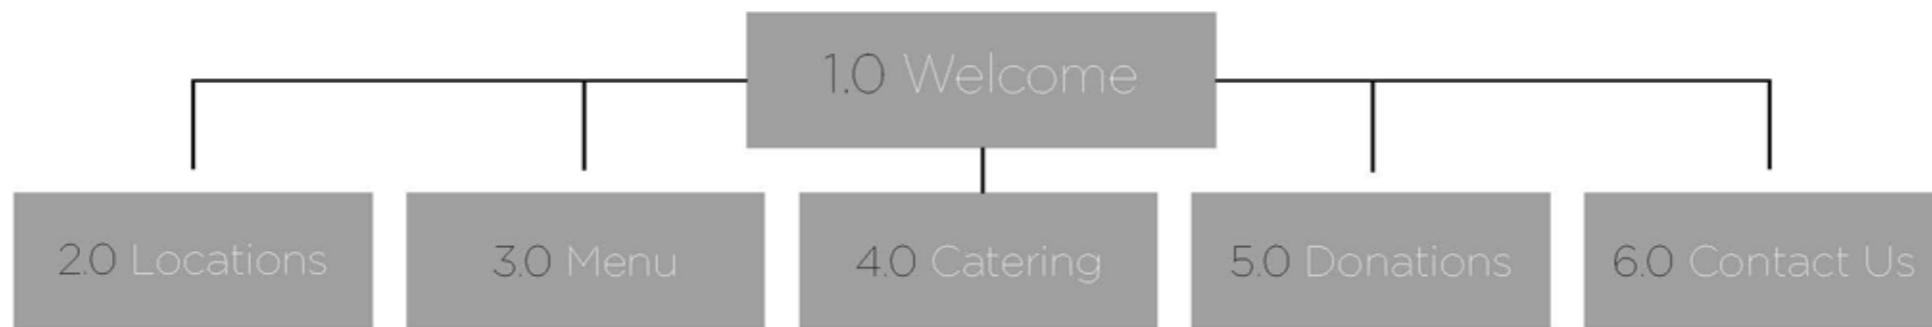 1.0 Welcome
2.0 Locations
3.0 Menu
4.0 Catering
5.0 Donations
6.0 Contact Us